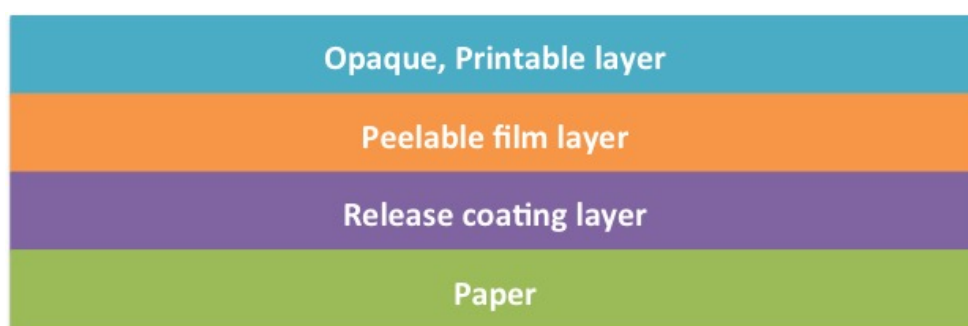 Opaque, Printable layer
Peelable film layer
Release coating layer
Paper